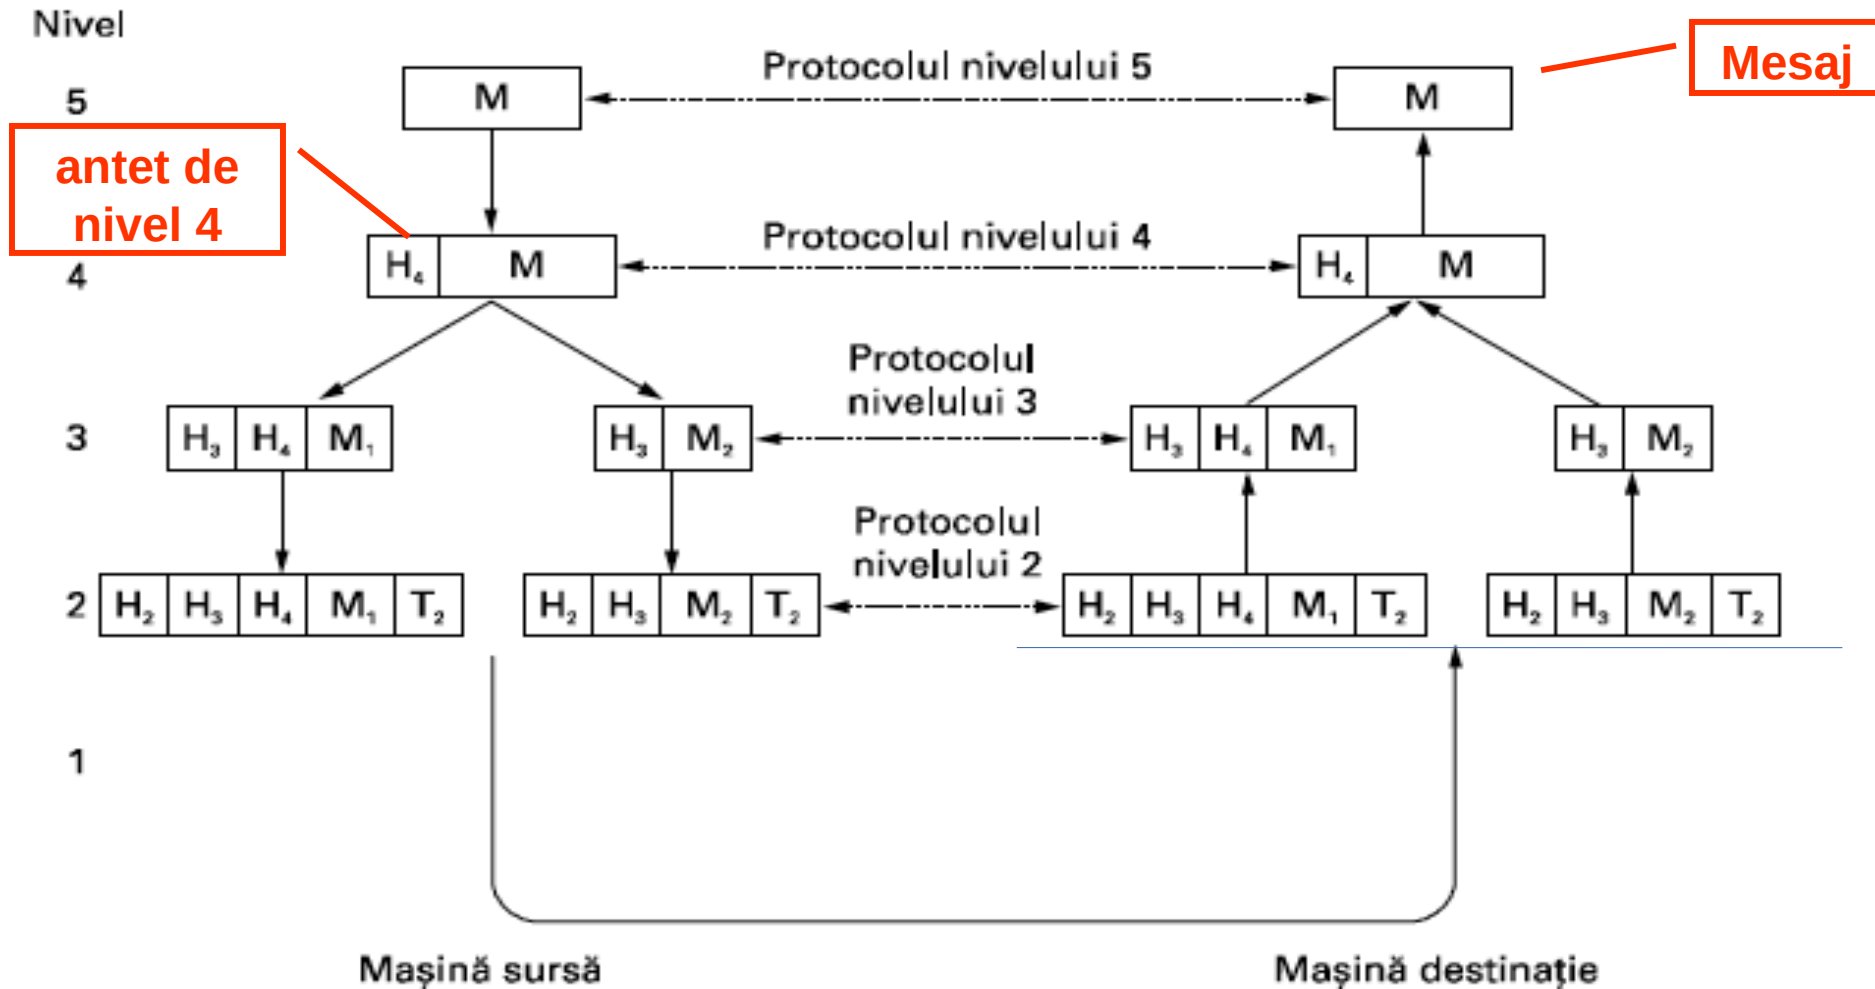 Nivel
Mesaj
Protocolul nivelului 5
5
M
M
antet de
nivel 4
Protocolul nivelului 4
4
H₄ M
H₄ M
Protocolul
nivelului 3
3
H₃ H₄ M₁
H₃ M₂
H₃ H₄ M₁
H₃ M₂
Protocolul
nivelului 2
2
H₂ H₃ H₄ M₁ T₂
H₂ H₃ M₂ T₂
H₂ H₃ H₄ M₁ T₂
H₂ H₃ M₂ T₂
1
Mașină sursă
Mașină destinație